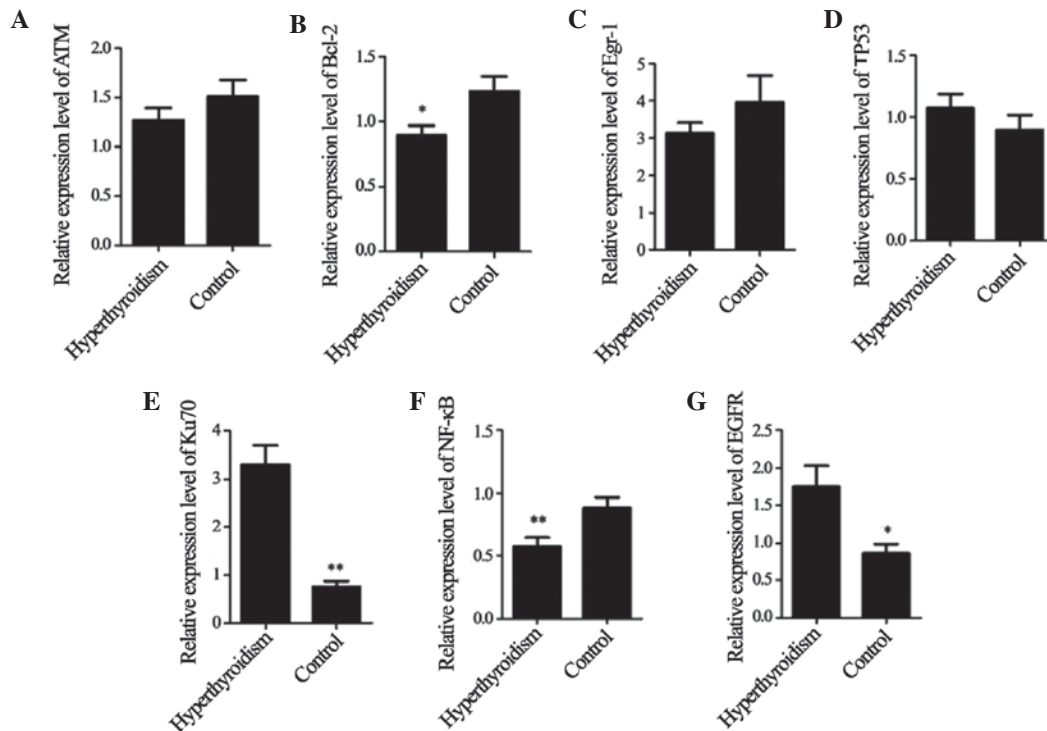 A
Relative expression level of ATM
2.0
1.5
1.0
0.5
0.0
Hyperthyroidism
Control
B
Relative expression level of Bcl-2
1.5
1.0
0.5
0.0
*
Hyperthyroidism
Control
C
Relative expression level of Egr-1
5
4
3
2
1
0
Hyperthyroidism
Control
D
Relative expression level of TP53
1.5
1.0
0.5
0.0
Hyperthyroidism
Control
E
Relative expression level of Ku70
4
3
2
1
0
**
Hyperthyroidism
Control
F
Relative expression level of NF-κB
1.5
1.0
0.5
0.0
**
Hyperthyroidism
Control
G
Relative expression level of EGFR
2.5
2.0
1.5
1.0
0.5
0.0
*
Hyperthyroidism
Control